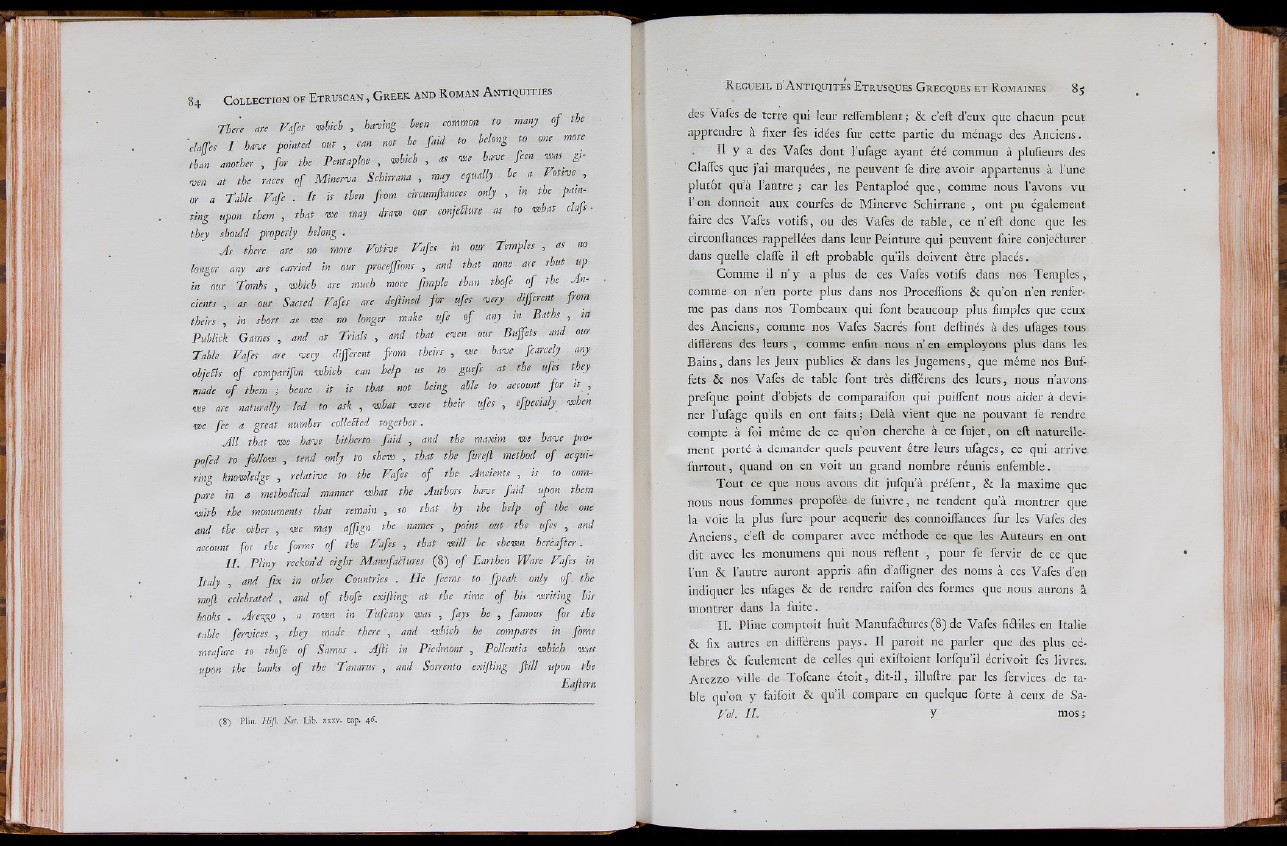 84 COLLECTION OF ETRUSCAN, GREEK AND ROMAN ANTIQUITIES
There are Vaſes which , having been common to many of the
claſſes I have pointed out , can not be ſaid to belong to one more
than another , for the Pentaploe , which , as we have ſeen was gi-
ven at the races of Minerva Schirrana , may equally be a Votive ,
or a Table Vaſe . It is then from circumſtances only , in the pain-
ting upon them , that we may draw our conjecture as to what claſs
they should properly belong .
As there are no more Votive Vaſes in our Temples , as no
longer any are carried in our proceſſions , and that none are shut up
in our Tombs , which are much more ſimple than thoſe of the An-
cients , as our Sacred Vaſes are deſtined for uſes very different from
theirs , in short as we no longer make uſe of any in Baths , in
Publick Games , and at Trials , and that even our Buffets and our
Table Vaſes are very different from theirs , we have ſcarcely any
objects of compariſon which can help us to gueſs at the uſes they
made of them ; hence it is that not being able to account for it ,
we are naturally led to ask , what were their uſes , eſpecialy when
we ſee a great number collected together .
All that we have hitherto ſaid , and the maxim we have pro-
poſed to follow , tend only to shew , that the ſureſt method of acqui-
ring knowledge , relative to the Vaſes of the Ancients , is to com-
pare in a methodical manner what the Authors have ſaid upon them
with the monuments that remain , so that by the help of the one
and the other , we may aſſign the names , point out the uſes , and
account for the forms of the Vaſes , that will be shewn hereafter .
II. Pliny reckon'd eight Manufactures (8) of Earthen Ware Vaſes in
Italy , and ſix in other Countries . He ſeems to ſpeak only of the
moſt celebrated , and of thoſe exiſting at the time of his writing his
books . Arezzo , a town in Tuſcany was , ſays he , famous for the
table ſervices , they made there , and which he compares in ſome
meaſure to thoſe of Samos . Aſti in Piedmont , Pollentia which was
upon the banks of the Tanarus , and Sorrento exiſting ſtill upon the
Eaſtern
(8) Plin. Hiſt. Nat. Lib. xxxv. cap. 46.
RECUEIL D'ANTIQUITÉS ETRUSQUES GRECQUES ET ROMAINES 85
des Vaſes de terre qui leur reſſemblent ; & c'eſt d'eux que chacun peut
apprendre à fixer ſes idées ſur cette partie du ménage des Anciens.
Il y a des Vaſes dont l'uſage ayant été commun à pluſieurs des
Claſſes que j'ai marquées, ne peuvent ſe dire avoir appartenus à l'une
plutôt qu'à l'autre ; car les Pentaploé que, comme nous l'avons vu
l'on donnoit aux courſes de Minerve Schirrane , ont pu également
faire des Vaſes votifs, ou des Vaſes de table, ce n'eſt donc que les
circonſtances rappellées dans leur Peinture qui peuvent faire conjecturer
dans quelle claſſe il eſt probable qu'ils doivent être placés.
Comme il n'y a plus de ces Vaſes votifs dans nos Temples,
comme on n'en porte plus dans nos Proceſſions & qu'on n'en renfer-
me pas dans nos Tombeaux qui ſont beaucoup plus ſimples que ceux
des Anciens, comme nos Vaſes Sacrés ſont deſtinés à des uſages tous
différens des leurs , comme enfin nous n'en employons plus dans les
Bains, dans les Jeux publics & dans les Jugemens, que même nos Buf-
fets & nos Vaſes de table ſont très différens des leurs, nous n'avons
preſque point d'objets de comparaiſon qui puiſſent nous aider à devi-
ner l'uſage qu'ils en ont faits ; Delà vient que ne pouvant ſe rendre
compte à ſoi même de ce qu'on cherche à ce ſujet, on eſt naturelle-
ment porté à demander quels peuvent être leurs uſages, ce qui arrive
ſurtout, quand on en voit un grand nombre réunis enſemble.
Tout ce que nous avons dit juſqu'à préſent, & la maxime que
nous nous ſommes propoſée de ſuivre, ne tendent qu'à montrer que
la voie la plus ſure pour acquerir des connoiſſances ſur les Vaſes des
Anciens, c'eſt de comparer avec méthode ce que les Auteurs en ont
dit avec les monumens qui nous reſtent , pour ſe ſervir de ce que
l'un & l'autre auront appris afin d'aſſigner des noms à ces Vaſes d'en
indiquer les uſages & de rendre raiſon des formes que nous aurons à
montrer dans la ſuite.
II. Pline comptoit huit Manufactures (8) de Vaſes fictiles en Italie
& ſix autres en différens pays. Il paroit ne parler que des plus cé-
lèbres & ſeulement de celles qui exiſtoient lorſqu'il écrivoit ſes livres.
Arezzo ville de Toſcane étoit, dit-il, illuſtre par les ſervices de ta-
ble qu'on y faiſoit & qu'il compare en quelque ſorte à ceux de Sa-
Vol. II. Y mos ;